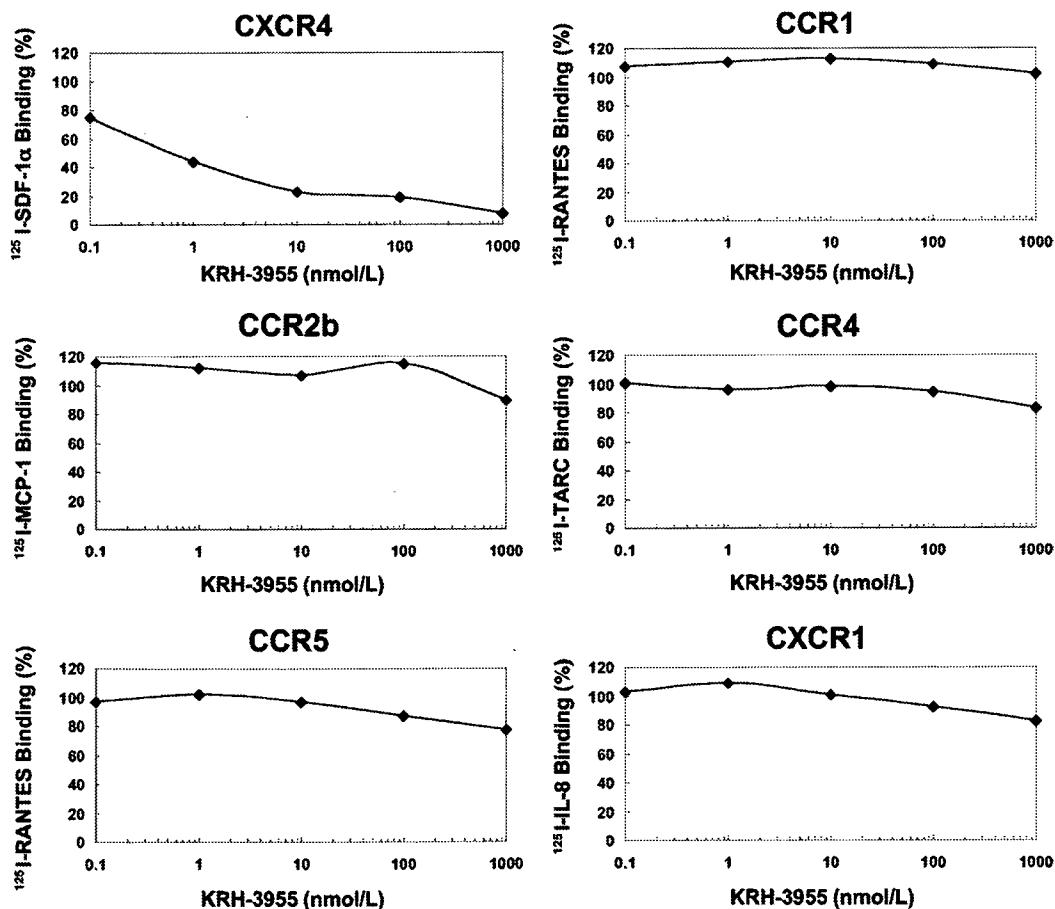 CXCR4
¹²⁵I-SDF-1α Binding (%)
120
100
80
60
40
20
0
0.1 1 10 100 1000
KRH-3955 (nmol/L)
CCR1
¹²⁵I-RANTES Binding (%)
120
100
80
60
40
20
0
0.1 1 10 100 1000
KRH-3955 (nmol/L)
CCR2b
¹²⁵I-MCP-1 Binding (%)
120
100
80
60
40
20
0
0.1 1 10 100 1000
KRH-3955 (nmol/L)
CCR4
¹²⁵I-TARC Binding (%)
120
100
80
60
40
20
0
0.1 1 10 100 1000
KRH-3955 (nmol/L)
CCR5
¹²⁵I-RANTES Binding (%)
120
100
80
60
40
20
0
0.1 1 10 100 1000
KRH-3955 (nmol/L)
CXCR1
¹²⁵I-IL-8 Binding (%)
120
100
80
60
40
20
0
0.1 1 10 100 1000
KRH-3955 (nmol/L)